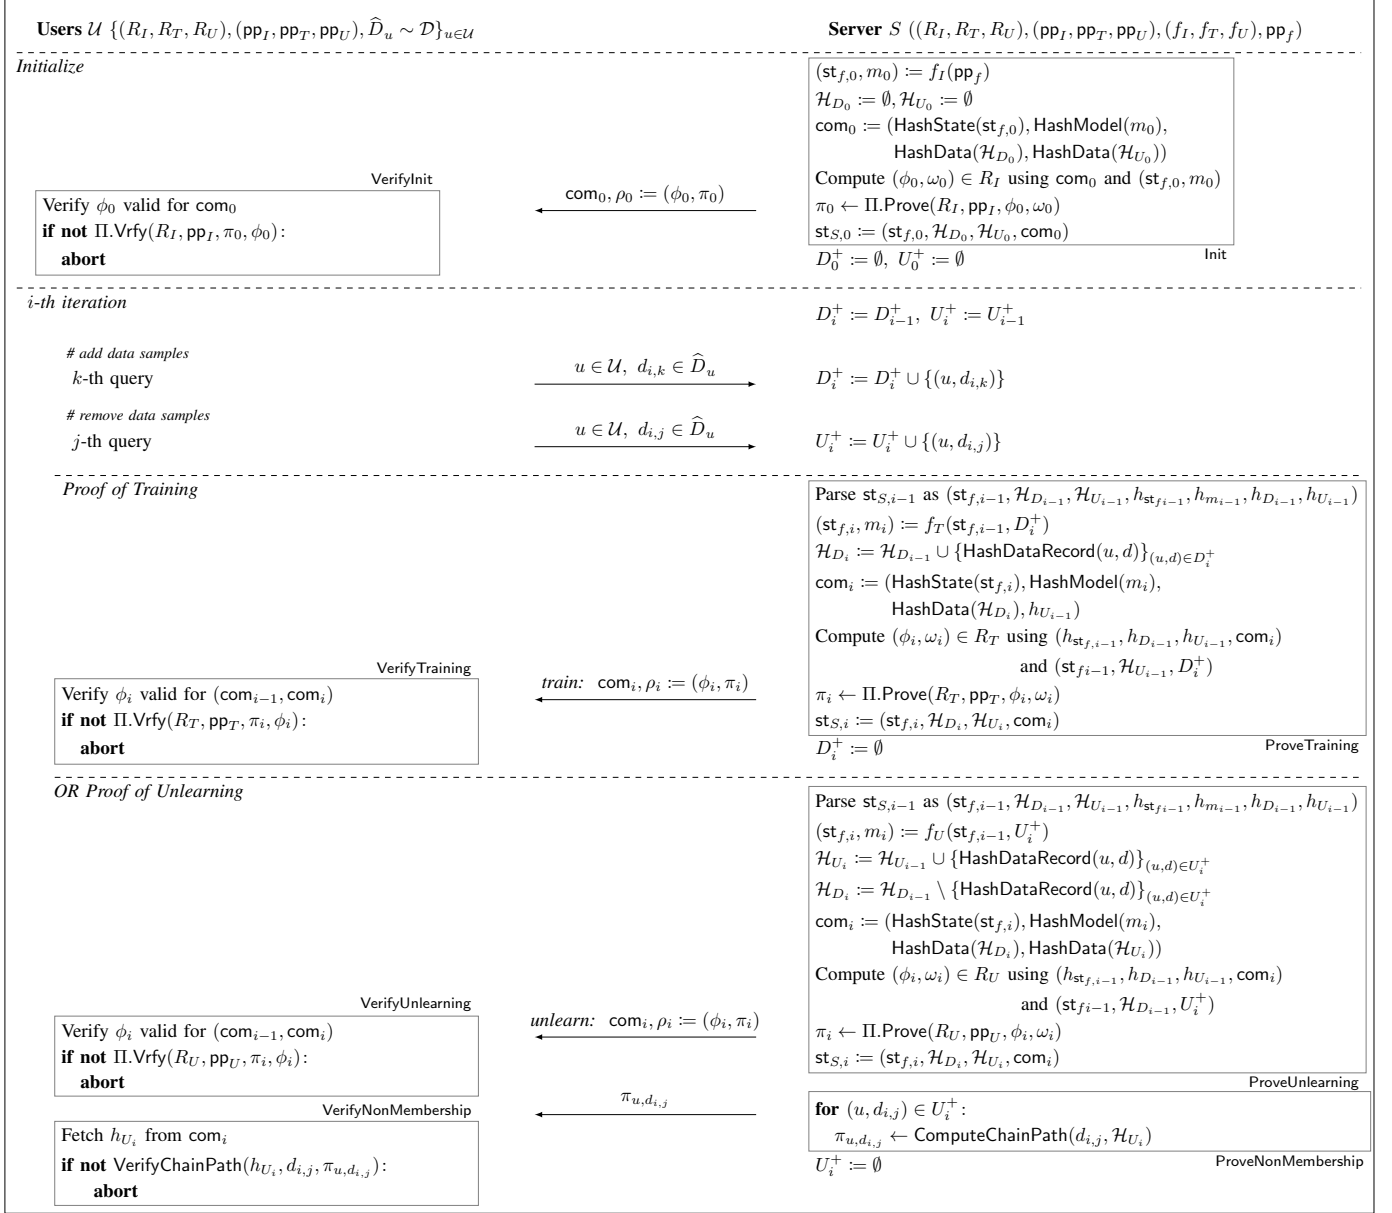 Users 𝒰 {(R_I, R_T, R_U), (pp_I, pp_T, pp_U), D̂_u ∼ 𝒟}_{u∈𝒰}
Server S ((R_I, R_T, R_U), (pp_I, pp_T, pp_U), (f_I, f_T, f_U), pp_f)
Initialize
(st_{f,0}, m_0) := f_I(pp_f)
ℋ_{D_0} := ∅, ℋ_{U_0} := ∅
com_0 := (HashState(st_{f,0}), HashModel(m_0),
HashData(ℋ_{D_0}), HashData(ℋ_{U_0}))
Compute (ϕ_0, ω_0) ∈ R_I using com_0 and (st_{f,0}, m_0)
π_0 ← Π.Prove(R_I, pp_I, ϕ_0, ω_0)
st_{S,0} := (st_{f,0}, ℋ_{D_0}, ℋ_{U_0}, com_0)
Init
D_0^+ := ∅, U_0^+ := ∅
com_0, ρ_0 := (ϕ_0, π_0)
VerifyInit
Verify ϕ_0 valid for com_0
if not Π.Vrfy(R_I, pp_I, π_0, ϕ_0):
abort
i-th iteration
D_i^+ := D_{i−1}^+, U_i^+ := U_{i−1}^+
# add data samples
k-th query
u ∈ 𝒰, d_{i,k} ∈ D̂_u
D_i^+ := D_i^+ ∪ {(u, d_{i,k})}
# remove data samples
j-th query
u ∈ 𝒰, d_{i,j} ∈ D̂_u
U_i^+ := U_i^+ ∪ {(u, d_{i,j})}
Proof of Training
Parse st_{S,i−1} as (st_{f,i−1}, ℋ_{D_{i−1}}, ℋ_{U_{i−1}}, h_{st_{fi−1}}, h_{m_{i−1}}, h_{D_{i−1}}, h_{U_{i−1}})
(st_{f,i}, m_i) := f_T(st_{f,i−1}, D_i^+)
ℋ_{D_i} := ℋ_{D_{i−1}} ∪ {HashDataRecord(u, d)}_{(u,d)∈D_i^+}
com_i := (HashState(st_{f,i}), HashModel(m_i),
HashData(ℋ_{D_i}), h_{U_{i−1}})
Compute (ϕ_i, ω_i) ∈ R_T using (h_{st_{f,i−1}}, h_{D_{i−1}}, h_{U_{i−1}}, com_i)
and (st_{fi−1}, ℋ_{U_{i−1}}, D_i^+)
π_i ← Π.Prove(R_T, pp_T, ϕ_i, ω_i)
st_{S,i} := (st_{f,i}, ℋ_{D_i}, ℋ_{U_i}, com_i)
ProveTraining
D_i^+ := ∅
train: com_i, ρ_i := (ϕ_i, π_i)
VerifyTraining
Verify ϕ_i valid for (com_{i−1}, com_i)
if not Π.Vrfy(R_T, pp_T, π_i, ϕ_i):
abort
OR Proof of Unlearning
Parse st_{S,i−1} as (st_{f,i−1}, ℋ_{D_{i−1}}, ℋ_{U_{i−1}}, h_{st_{fi−1}}, h_{m_{i−1}}, h_{D_{i−1}}, h_{U_{i−1}})
(st_{f,i}, m_i) := f_U(st_{f,i−1}, U_i^+)
ℋ_{U_i} := ℋ_{U_{i−1}} ∪ {HashDataRecord(u, d)}_{(u,d)∈U_i^+}
ℋ_{D_i} := ℋ_{D_{i−1}} \ {HashDataRecord(u, d)}_{(u,d)∈U_i^+}
com_i := (HashState(st_{f,i}), HashModel(m_i),
HashData(ℋ_{D_i}), HashData(ℋ_{U_i}))
Compute (ϕ_i, ω_i) ∈ R_U using (h_{st_{f,i−1}}, h_{D_{i−1}}, h_{U_{i−1}}, com_i)
and (st_{fi−1}, ℋ_{D_{i−1}}, U_i^+)
π_i ← Π.Prove(R_U, pp_U, ϕ_i, ω_i)
st_{S,i} := (st_{f,i}, ℋ_{D_i}, ℋ_{U_i}, com_i)
ProveUnlearning
unlearn: com_i, ρ_i := (ϕ_i, π_i)
VerifyUnlearning
Verify ϕ_i valid for (com_{i−1}, com_i)
if not Π.Vrfy(R_U, pp_U, π_i, ϕ_i):
abort
for (u, d_{i,j}) ∈ U_i^+:
π_{u,d_{i,j}} ← ComputeChainPath(d_{i,j}, ℋ_{U_i})
ProveNonMembership
U_i^+ := ∅
π_{u,d_{i,j}}
VerifyNonMembership
Fetch h_{U_i} from com_i
if not VerifyChainPath(h_{U_i}, d_{i,j}, π_{u,d_{i,j}}):
abort